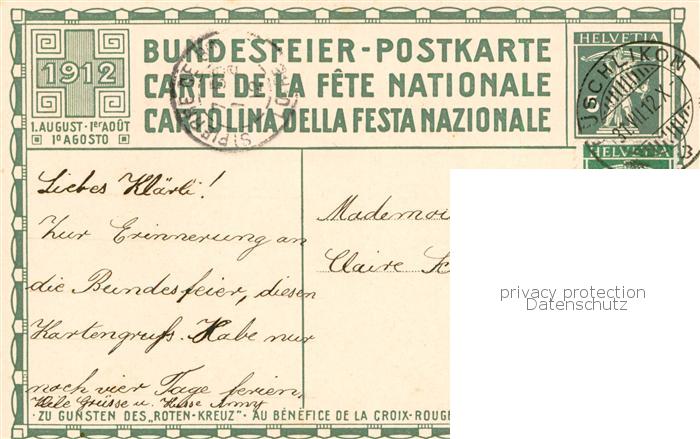 BUNDESFEIER-POSTKARTE
CARTE DE LA FÊTE NATIONALE
CARTOLINA DELLA FESTA NAZIONALE
1912
1. AUGUST · 1er AOÛT
1º AGOSTO
HELVETIA
HELVETIA
Liebes Klärli!
Zur Erinnerung an
die Bundesfeier, diesen
Kartengruss. Habe nur
noch vier Tage ferien.
Grüsse u. Küsse
Mademoi
Claire
privacy protection
Datenschutz
ZU GUNSTEN DES „ROTEN-KREUZ" · AU BÉNÉFICE DE LA CROIX-ROUGE